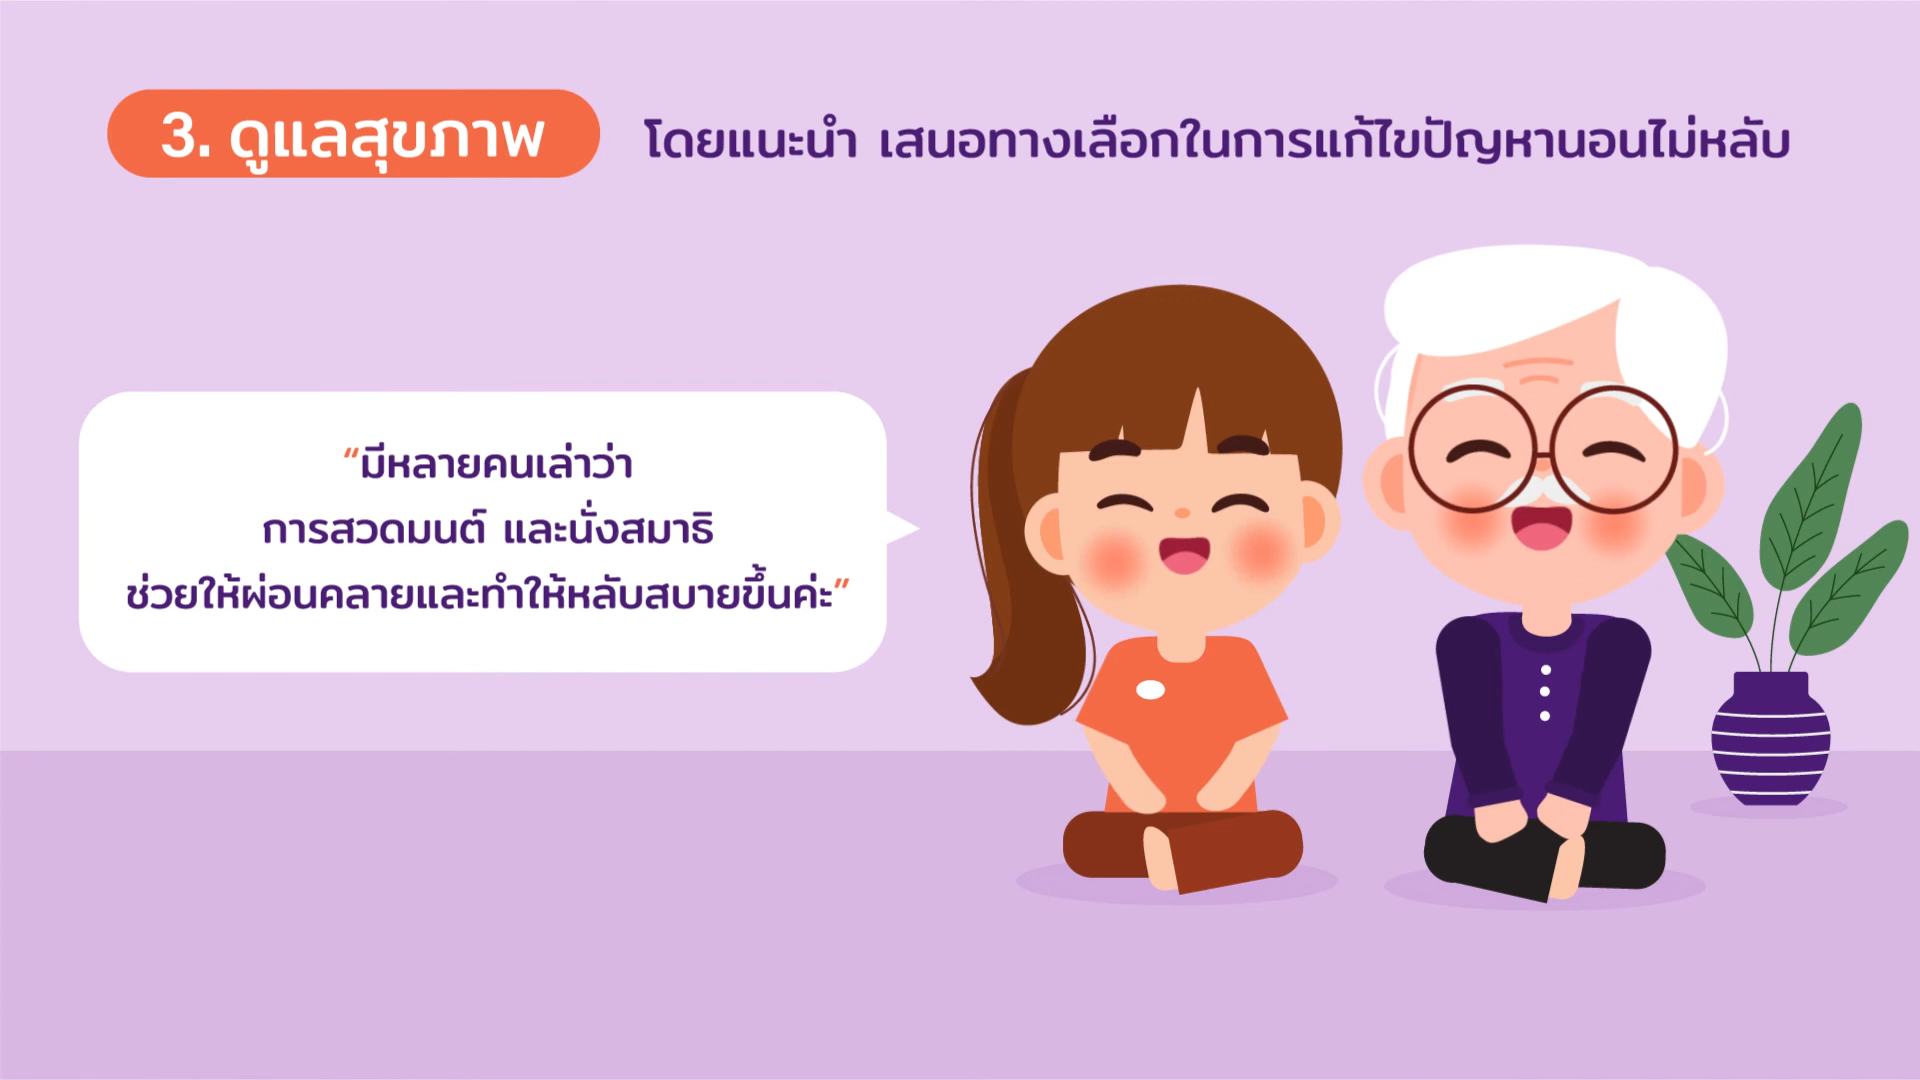 3. ดูแลสุขภาพ โดยแนะนำ เสนอทางเลือกในการแก้ไขปัญหานอนไม่หลับ
“มีหลายคนเล่าว่า
การสวดมนต์ และนั่งสมาธิ
ช่วยให้ผ่อนคลายและทำให้หลับสบายขึ้นค่ะ”